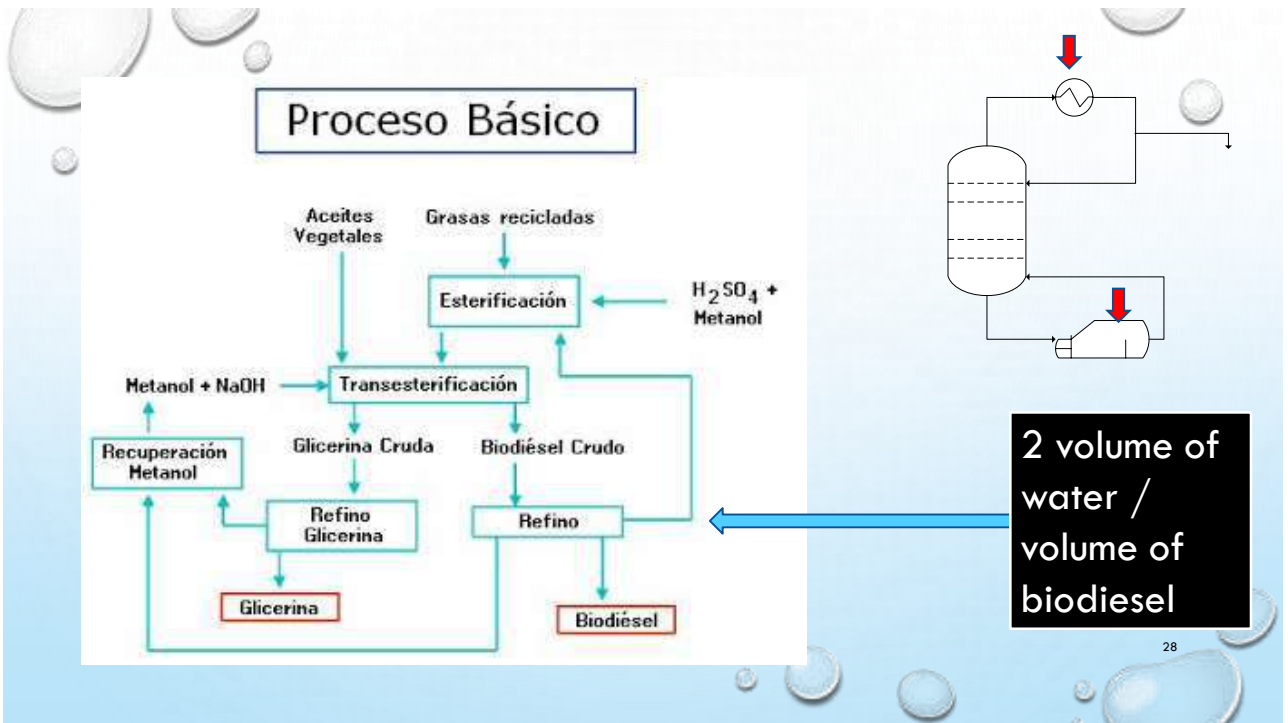 Proceso Básico
Aceites
Vegetales
Grasas recicladas
Esterificación
H2SO4 +
Metanol
Metanol + NaOH
Transesterificación
Recuperación
Metanol
Glicerina Cruda
Biodiésel Crudo
Refino
Glicerina
Refino
Glicerina
Biodiésel
2 volume of
water /
volume of
biodiesel
28